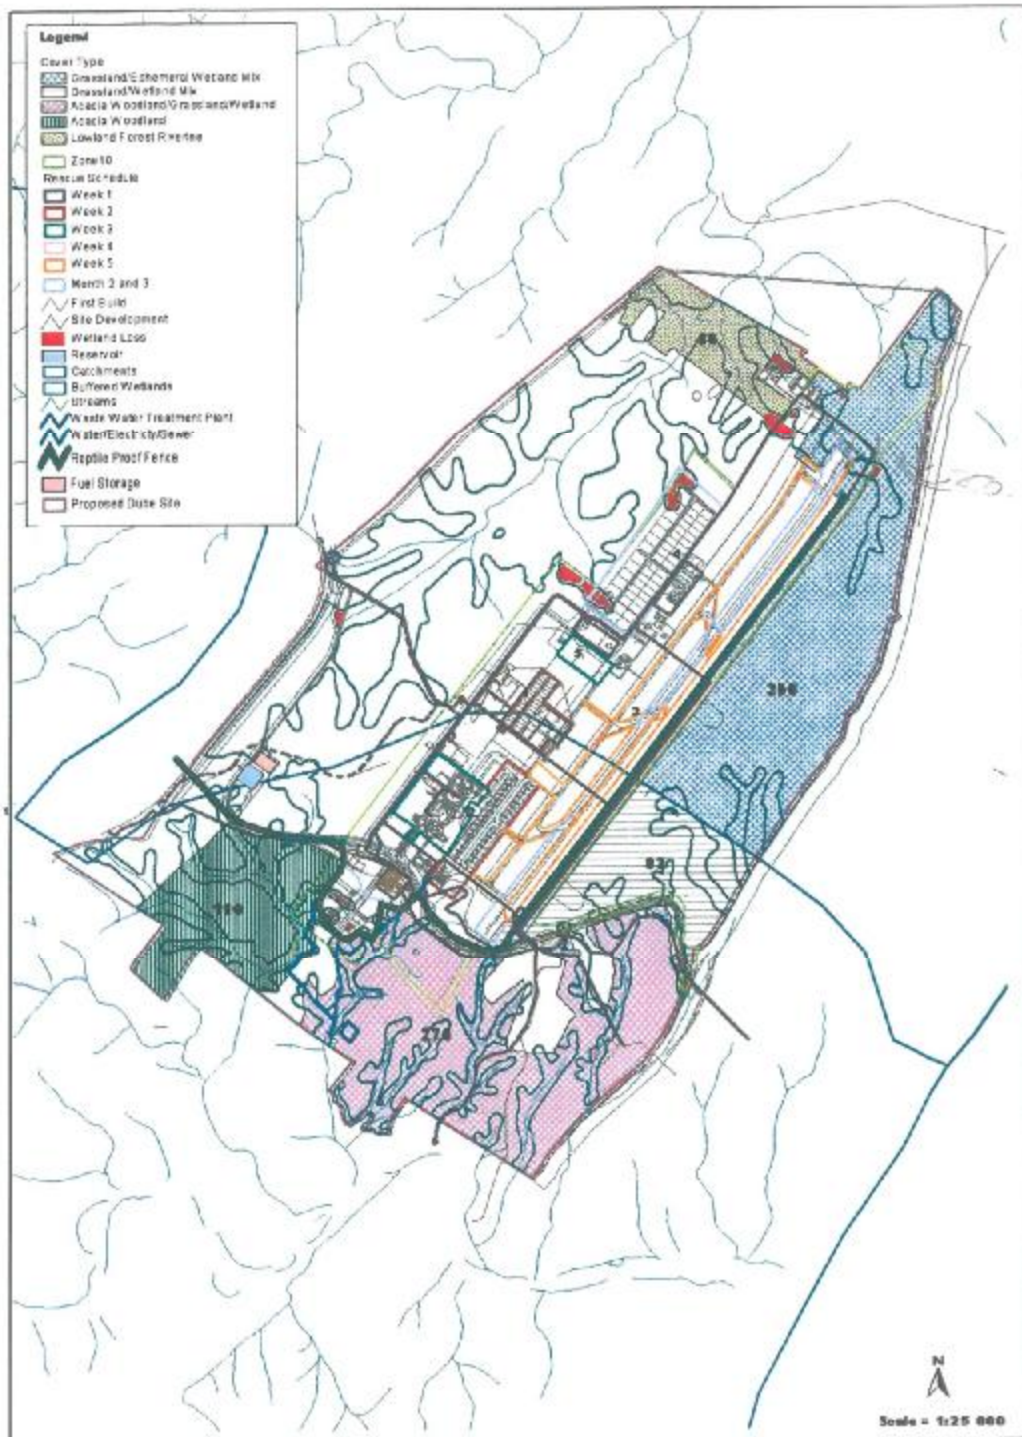 Legend
Cover Type
Grassland/Ephemeral Wetland Mix
Grassland/Wetland Mix
Acacia Woodland/Grassland/Wetland
Acacia Woodland
Lowland Forest Riverine
Zone 10
Rescue Schedule
Week 1
Week 2
Week 3
Week 4
Week 5
Month 2 and 3
First Build
Site Development
Wetland Loss
Reservoir
Catchments
Buffered Wetlands
Streams
Waste Water Treatment Plant
Water/Electricity/Sewer
Reptile Proof Fence
Fuel Storage
Proposed Dube Site
N
Scale = 1:25 000